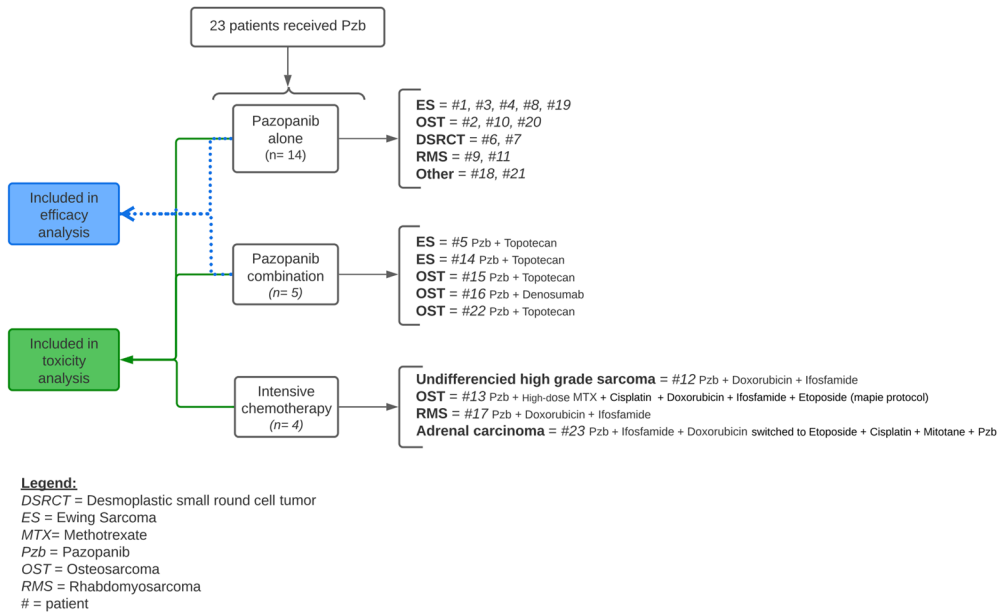 23 patients received Pzb
Pazopanib
alone
(n= 14)
ES = #1, #3, #4, #8, #19
OST = #2, #10, #20
DSRCT = #6, #7
RMS = #9, #11
Other = #18, #21
Included in
efficacy
analysis
Pazopanib
combination
(n= 5)
ES = #5 Pzb + Topotecan
ES = #14 Pzb + Topotecan
OST = #15 Pzb + Topotecan
OST = #16 Pzb + Denosumab
OST = #22 Pzb + Topotecan
Included in
toxicity
analysis
Intensive
chemotherapy
(n= 4)
Undifferencied high grade sarcoma = #12 Pzb + Doxorubicin + Ifosfamide
OST = #13 Pzb + High-dose MTX + Cisplatin + Doxorubicin + Ifosfamide + Etoposide (mapie protocol)
RMS = #17 Pzb + Doxorubicin + Ifosfamide
Adrenal carcinoma = #23 Pzb + Ifosfamide + Doxorubicin switched to Etoposide + Cisplatin + Mitotane + Pzb
Legend:
DSRCT = Desmoplastic small round cell tumor
ES = Ewing Sarcoma
MTX= Methotrexate
Pzb = Pazopanib
OST = Osteosarcoma
RMS = Rhabdomyosarcoma
# = patient